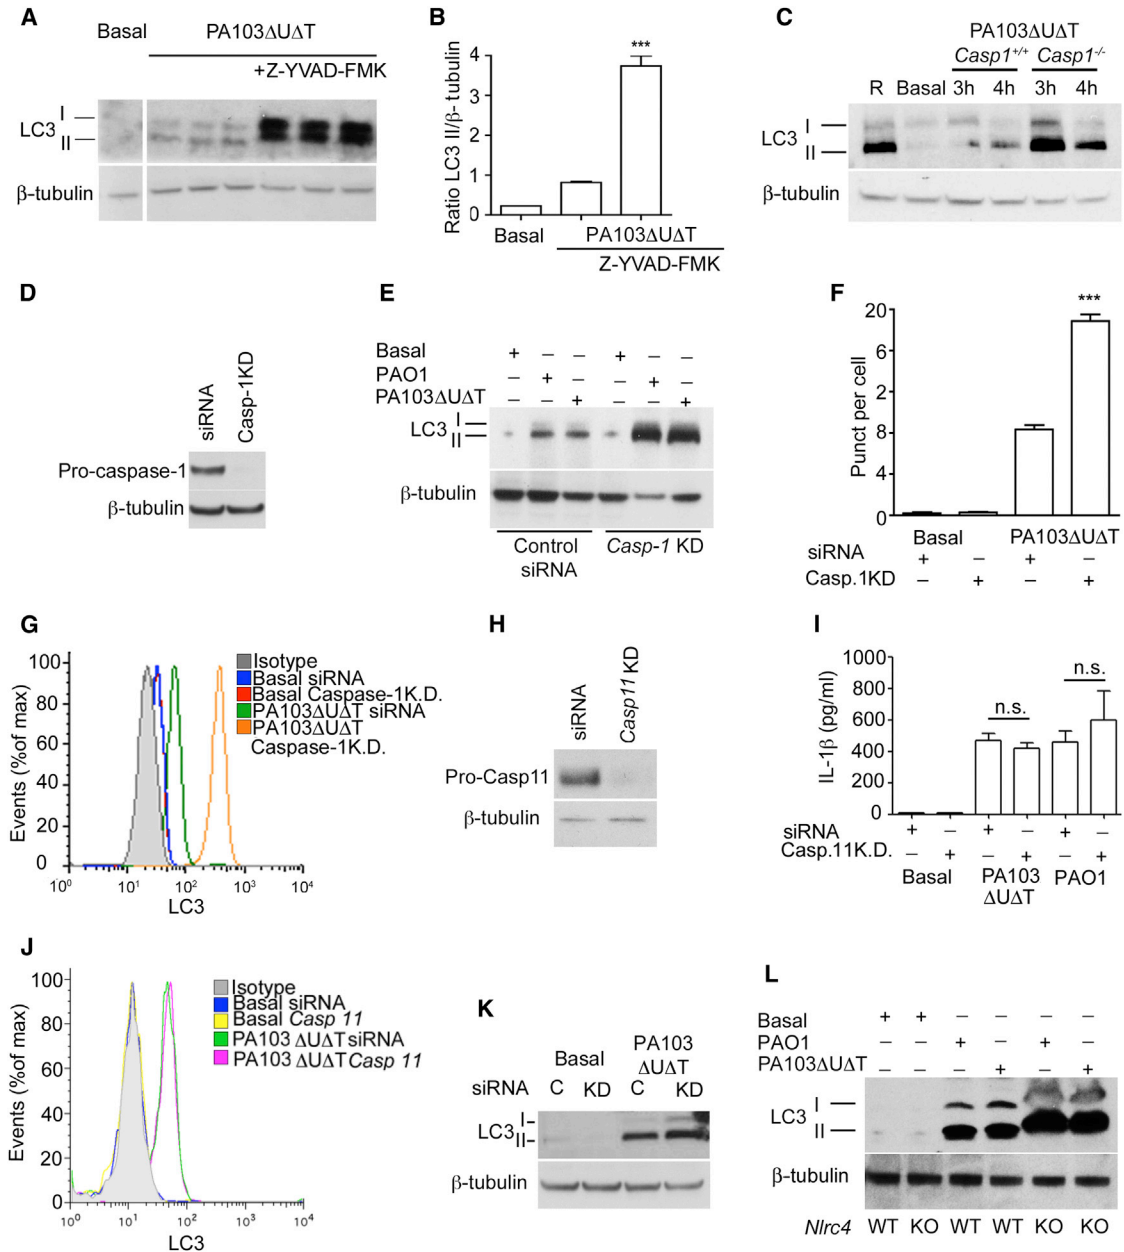 A
Basal
PA103ΔUΔT
+Z-YVAD-FMK
LC3
I
II
β-tubulin
B
Ratio LC3 II/β- tubulin
4
3
2
1
0
***
Basal
PA103ΔUΔT
Z-YVAD-FMK
C
PA103ΔUΔT
Casp1+/+ Casp1-/-
R Basal 3h 4h 3h 4h
LC3
I
II
β-tubulin
D
siRNA
Casp-1KD
Pro-caspase-1
β-tubulin
E
Basal + – – + – –
PAO1 – + – – + –
PA103ΔUΔT – – + – – +
LC3
I
II
β-tubulin
Control siRNA
Casp-1 KD
F
Punct per cell
20
6
2
8
4
0
***
Basal PA103ΔUΔT
siRNA + – + –
Casp.1KD – + – +
G
Events (%of max)
100
80
60
40
20
0
10⁰ 10¹ 10² 10³ 10⁴
LC3
Isotype
Basal siRNA
Basal Caspase-1K.D.
PA103ΔUΔT siRNA
PA103ΔUΔT
Caspase-1K.D.
H
siRNA
Casp11 KD
Pro-Casp11
β-tubulin
I
IL-1β (pg/ml)
1000
800
600
400
200
0
n.s.
n.s.
siRNA + – + – + –
Casp.11K.D. – + – + – +
Basal PA103 ΔUΔT PAO1
J
Events (%of max)
100
80
60
40
20
0
10⁰ 10¹ 10² 10³ 10⁴
LC3
Isotype
Basal siRNA
Basal Casp 11
PA103 ΔUΔT siRNA
PA103 ΔUΔT Casp 11
K
Basal
PA103 ΔUΔT
siRNA C KD C KD
LC3
I-
II-
β-tubulin
L
Basal + + – – – –
PAO1 – – + – + –
PA103ΔUΔT – – – + – +
LC3
I
II
β-tubulin
Nlrc4 WT KO WT WT KO KO